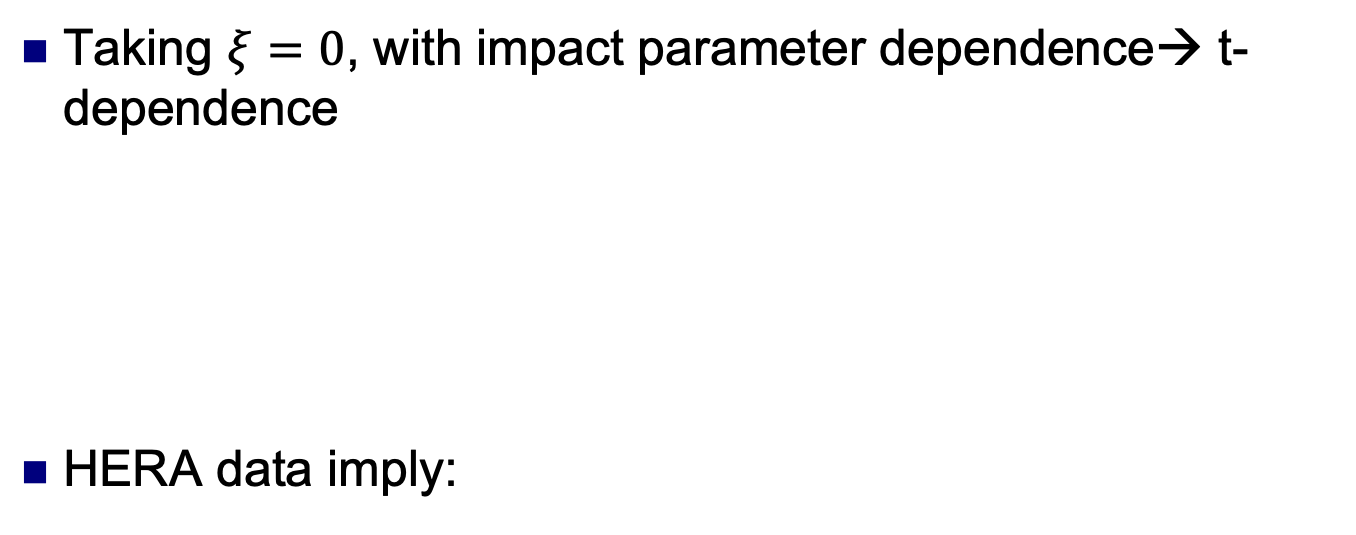 ■ Taking ξ = 0, with impact parameter dependence→ t-
dependence
■ HERA data imply: